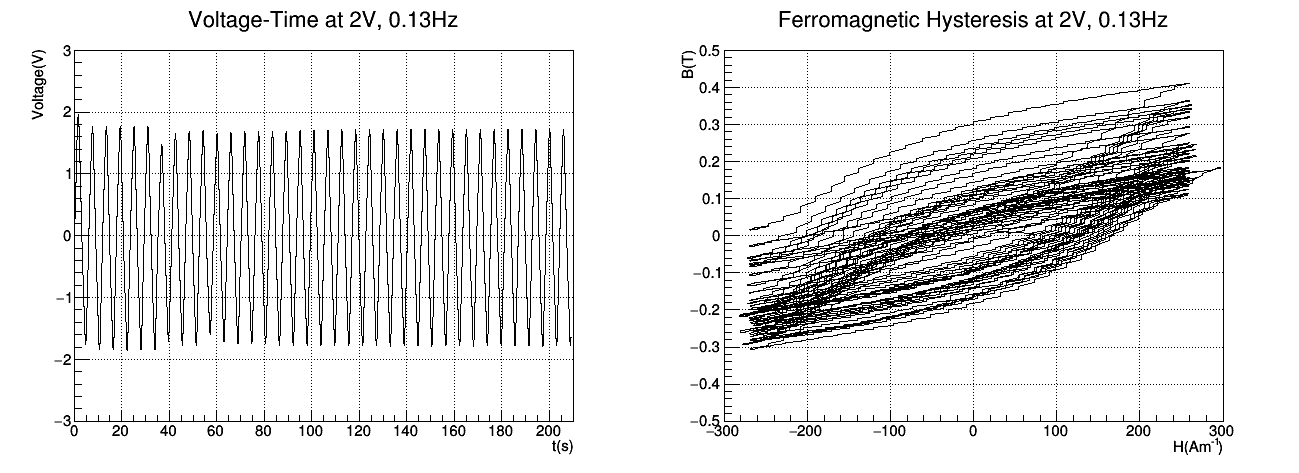 Voltage-Time at 2V, 0.13Hz
Voltage(V)
3
2
1
0
−1
−2
−3
0 20 40 60 80 100 120 140 160 180 200
t(s)
Ferromagnetic Hysteresis at 2V, 0.13Hz
B(T)
0.5
0.4
0.3
0.2
0.1
0
−0.1
−0.2
−0.3
−0.4
−0.5
−300 −200 −100 0 100 200 300
H(Am⁻¹)